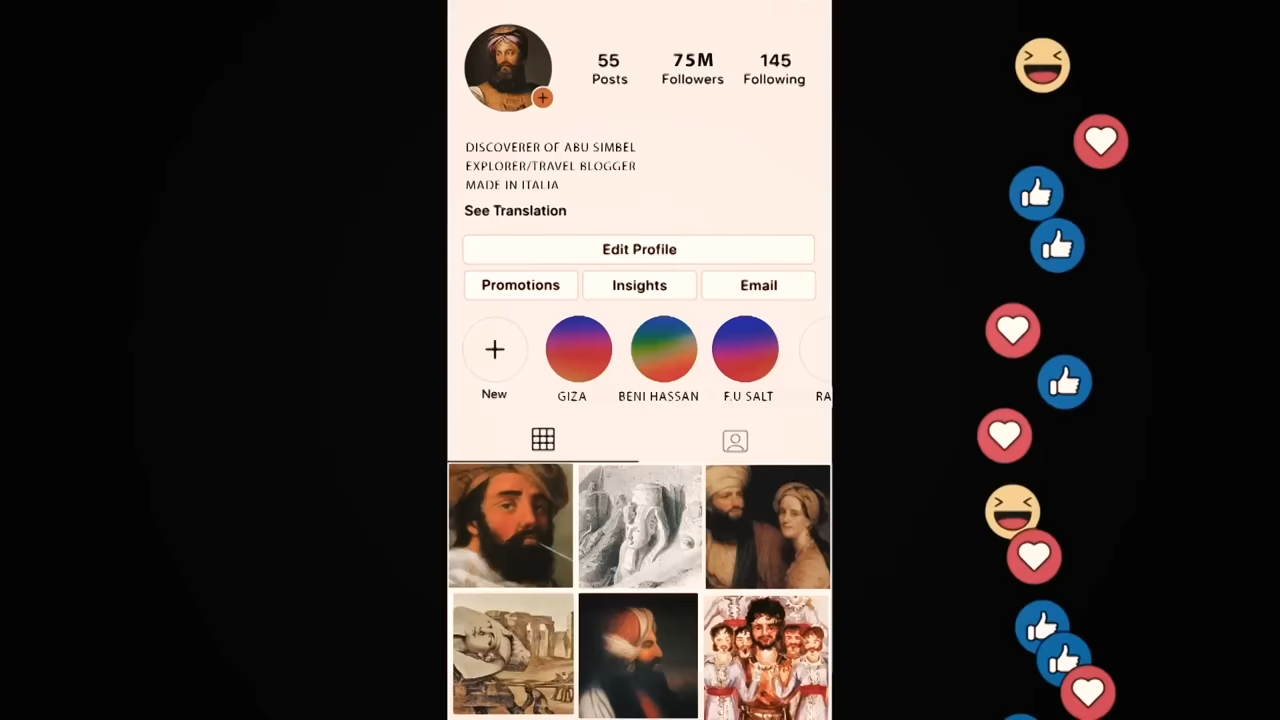 55 75M 145
Posts Followers Following
DISCOVERER OF ABU SIMBEL
EXPLORER/TRAVEL BLOGGER
MADE IN ITALIA
See Translation
Edit Profile
Promotions Insights Email
New GIZA BENI HASSAN F.U SALT RA